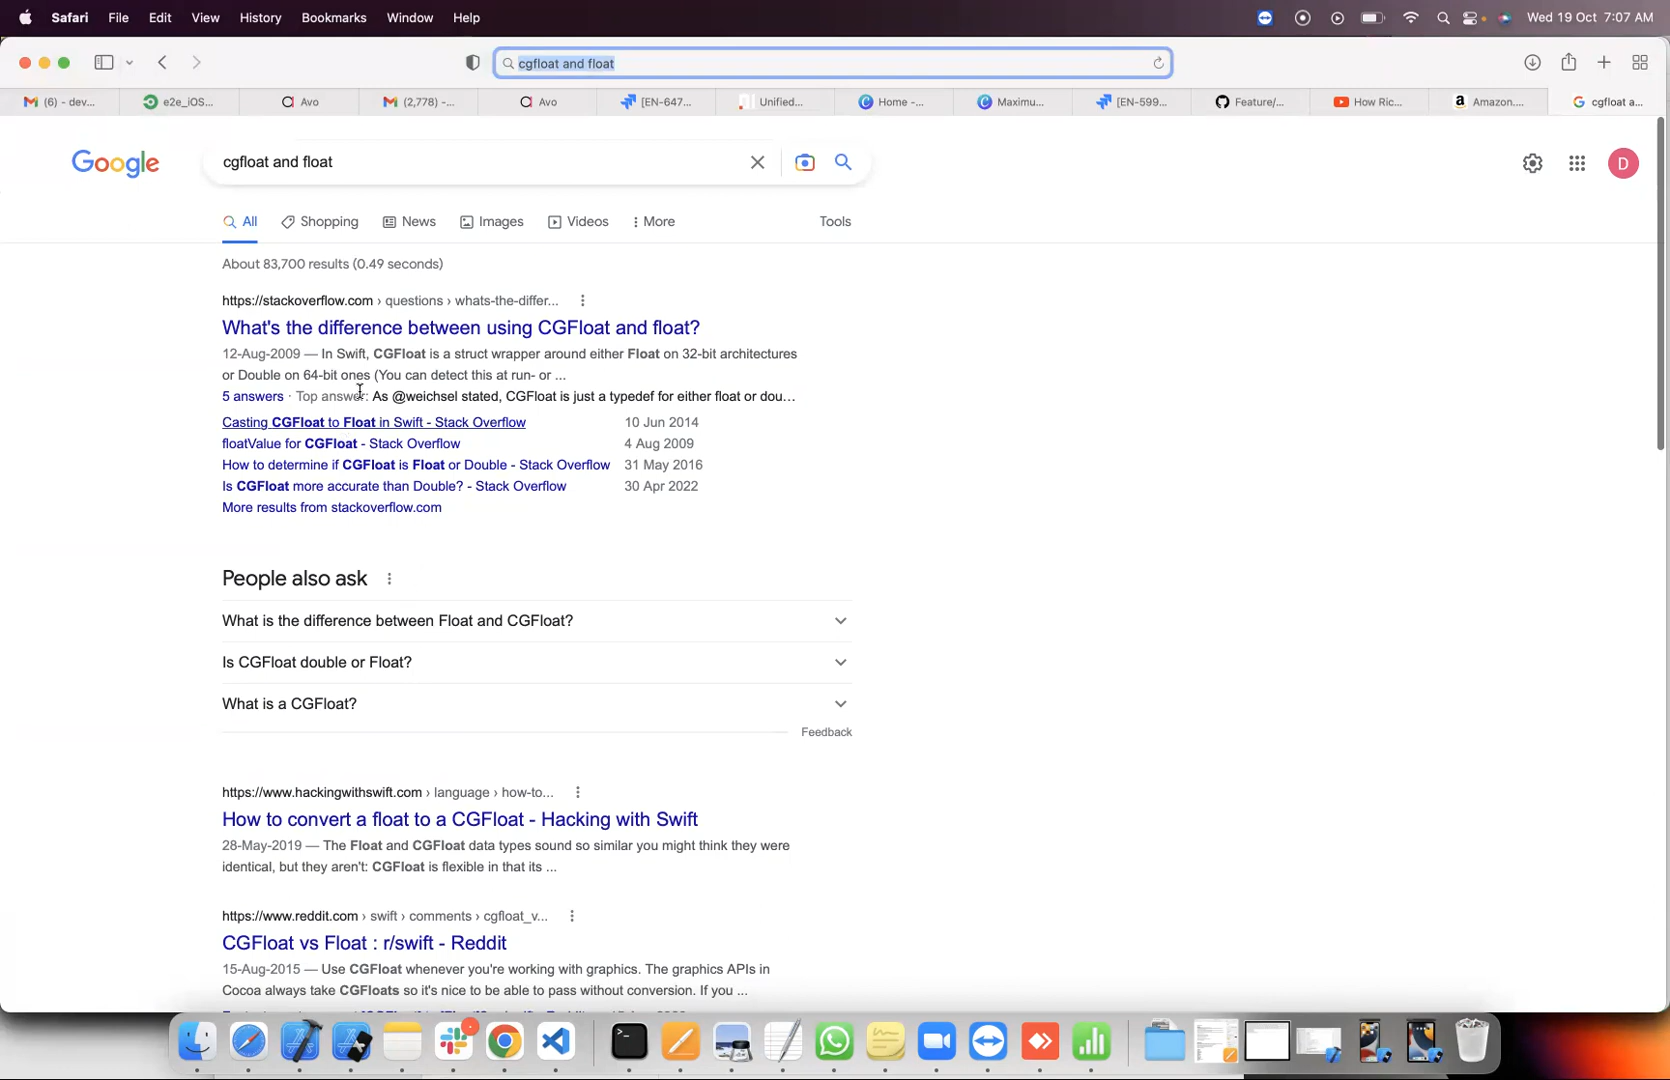 Safari File Edit View History Bookmarks Window Help Wed 19 Oct 7:07 AM
cgfloat and float
(6) - dev... e2e_iOS... Avo (2,778) -... Avo [EN-647... Unified... Home -... Maximu... [EN-599... Feature/... How Ric... Amazon.... cgfloat a...
Google cgfloat and float D
All Shopping News Images Videos More Tools
About 83,700 results (0.49 seconds)
https://stackoverflow.com › questions › whats-the-differ...
What's the difference between using CGFloat and float?
12-Aug-2009 — In Swift, CGFloat is a struct wrapper around either Float on 32-bit architectures
or Double on 64-bit ones (You can detect this at run- or ...
5 answers · Top answer: As @weichsel stated, CGFloat is just a typedef for either float or dou...
Casting CGFloat to Float in Swift - Stack Overflow 10 Jun 2014
floatValue for CGFloat - Stack Overflow 4 Aug 2009
How to determine if CGFloat is Float or Double - Stack Overflow 31 May 2016
Is CGFloat more accurate than Double? - Stack Overflow 30 Apr 2022
More results from stackoverflow.com
People also ask
What is the difference between Float and CGFloat?
Is CGFloat double or Float?
What is a CGFloat?
Feedback
https://www.hackingwithswift.com › language › how-to...
How to convert a float to a CGFloat - Hacking with Swift
28-May-2019 — The Float and CGFloat data types sound so similar you might think they were
identical, but they aren't: CGFloat is flexible in that its ...
https://www.reddit.com › swift › comments › cgfloat_v...
CGFloat vs Float : r/swift - Reddit
15-Aug-2015 — Use CGFloat whenever you're working with graphics. The graphics APIs in
Cocoa always take CGFloats so it's nice to be able to pass without conversion. If you ...